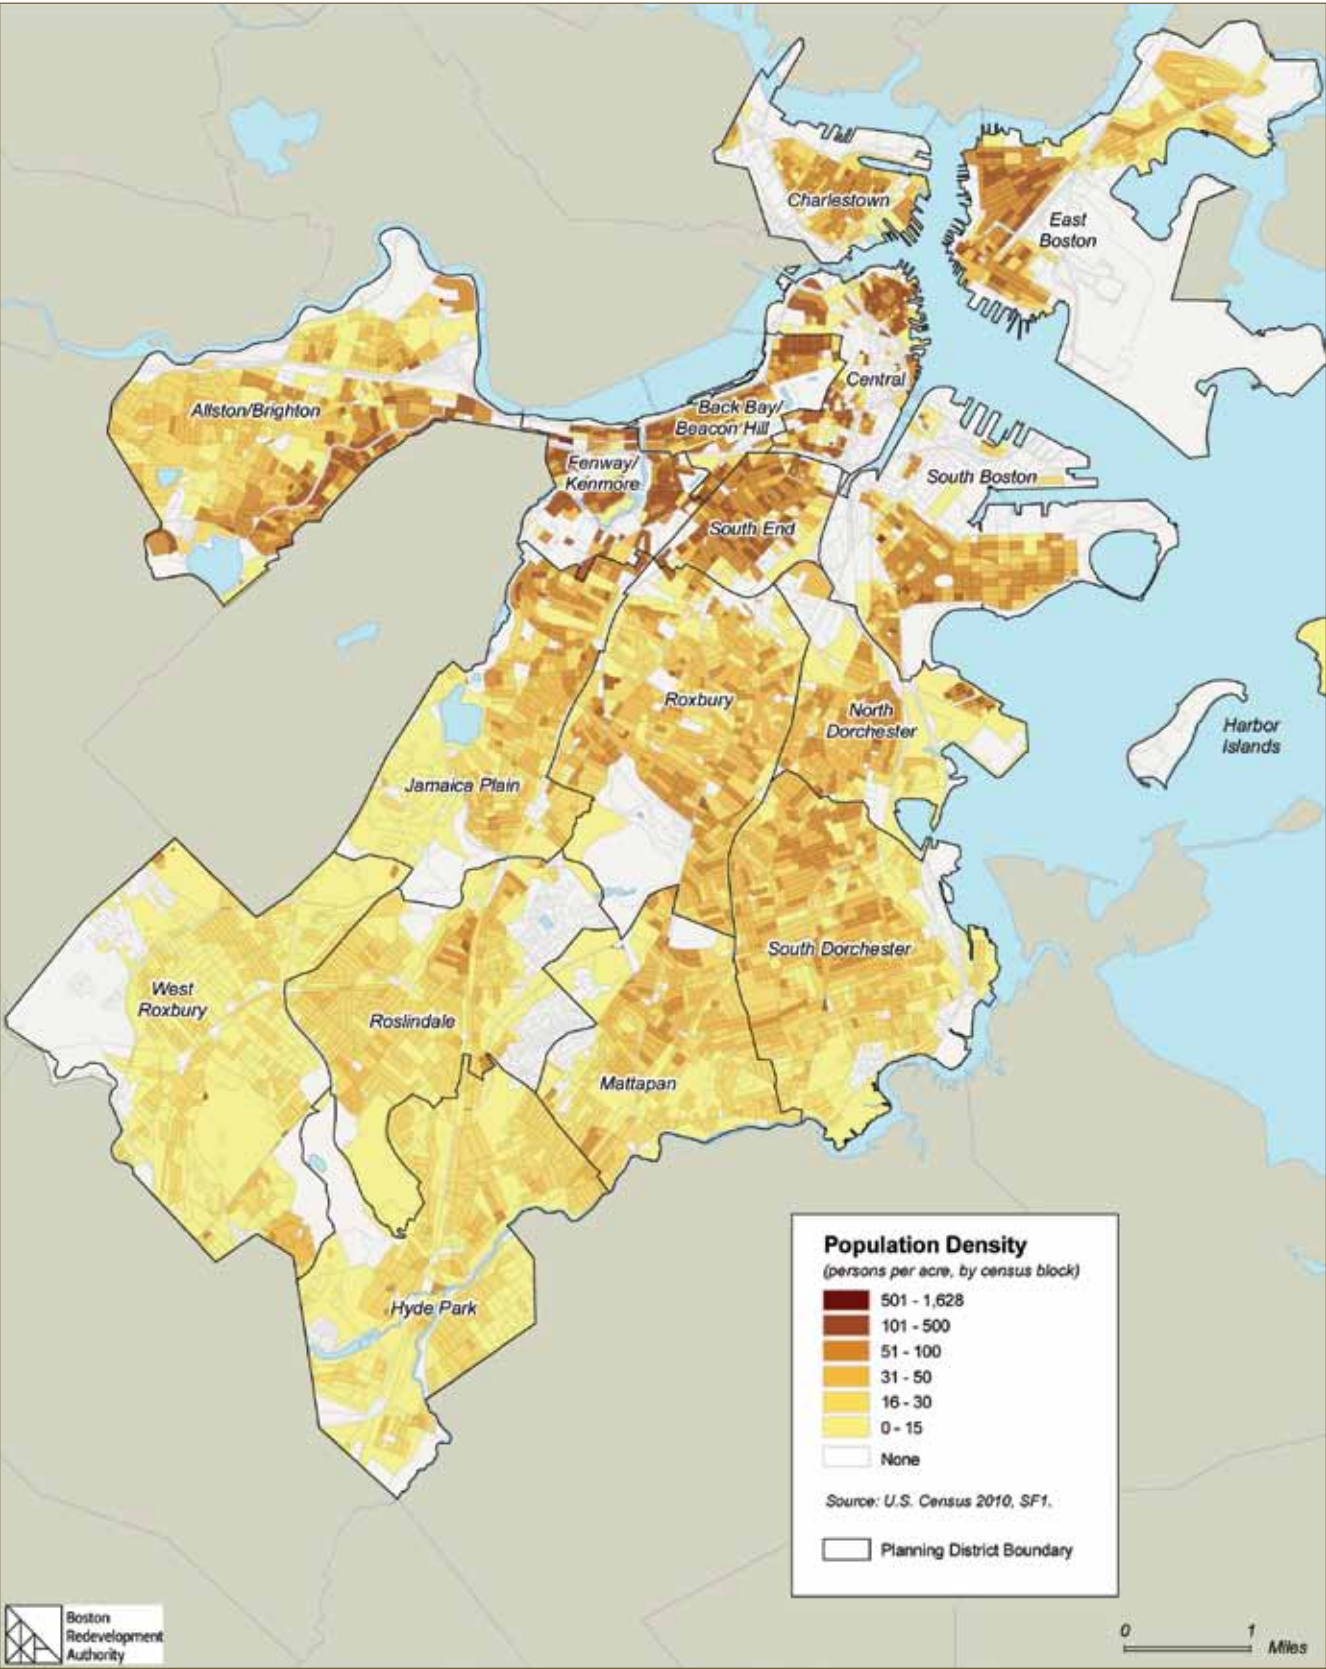 Charlestown
East
Boston
Central
Allston/Brighton
Back Bay/
Beacon Hill
Fenway/
Kenmore
South Boston
South End
Roxbury
North
Dorchester
Harbor
Islands
Jamaica Plain
South Dorchester
West
Roxbury
Roslindale
Mattapan
Hyde Park
Population Density
(persons per acre, by census block)
501 - 1,628
101 - 500
51 - 100
31 - 50
16 - 30
0 - 15
None
Source: U.S. Census 2010, SF1.
Planning District Boundary
Boston
Redevelopment
Authority
0 1
Miles